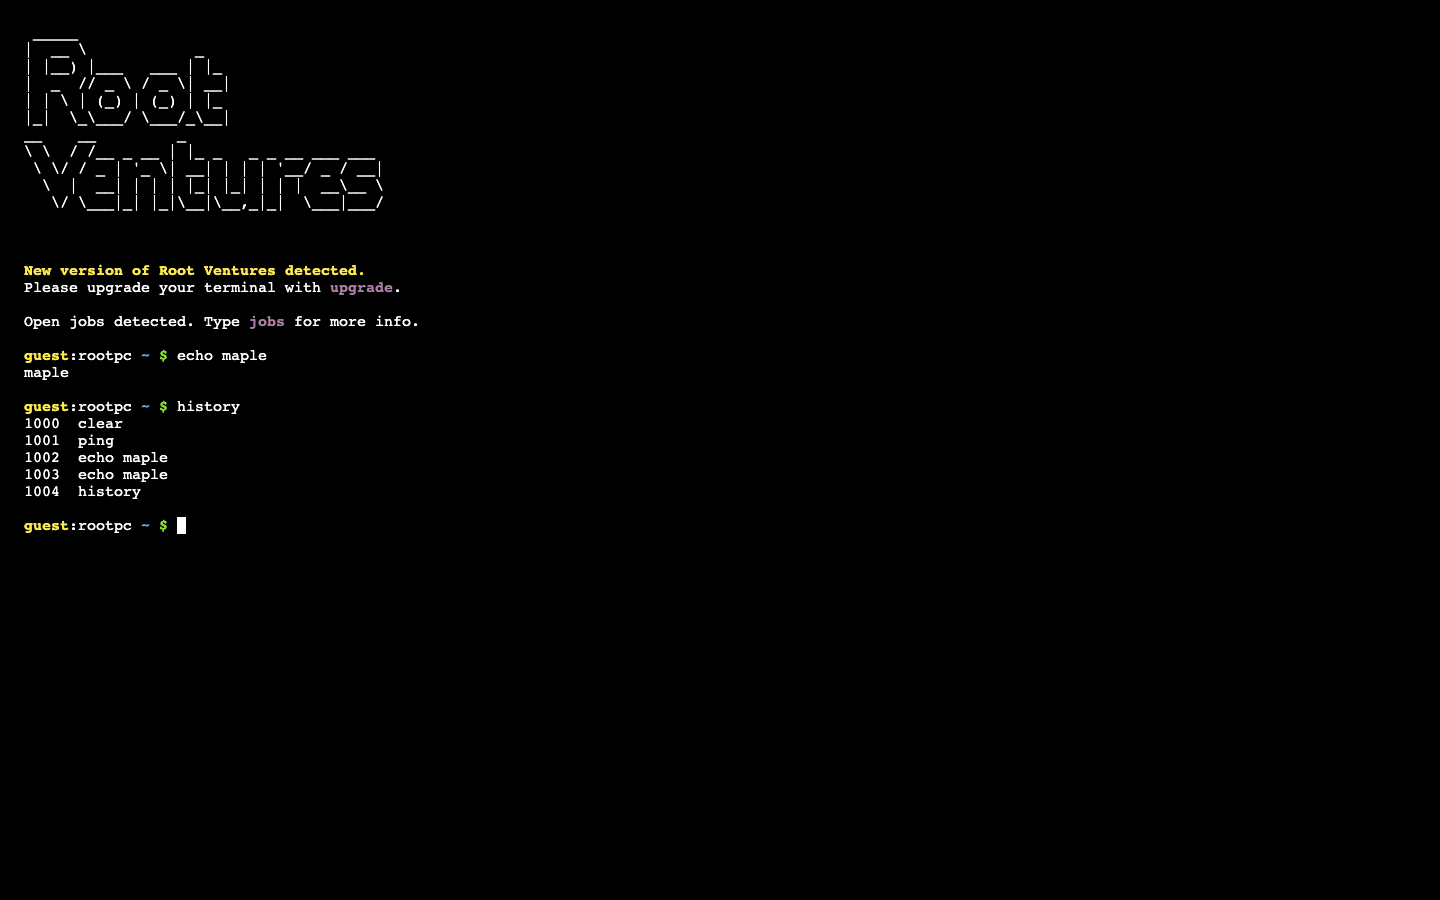 Root
Ventures
New version of Root Ventures detected.
Please upgrade your terminal with upgrade.
Open jobs detected. Type jobs for more info.
guest:rootpc ~ $ echo maple
maple
guest:rootpc ~ $ history
1000  clear
1001  ping
1002  echo maple
1003  echo maple
1004  history
guest:rootpc ~ $